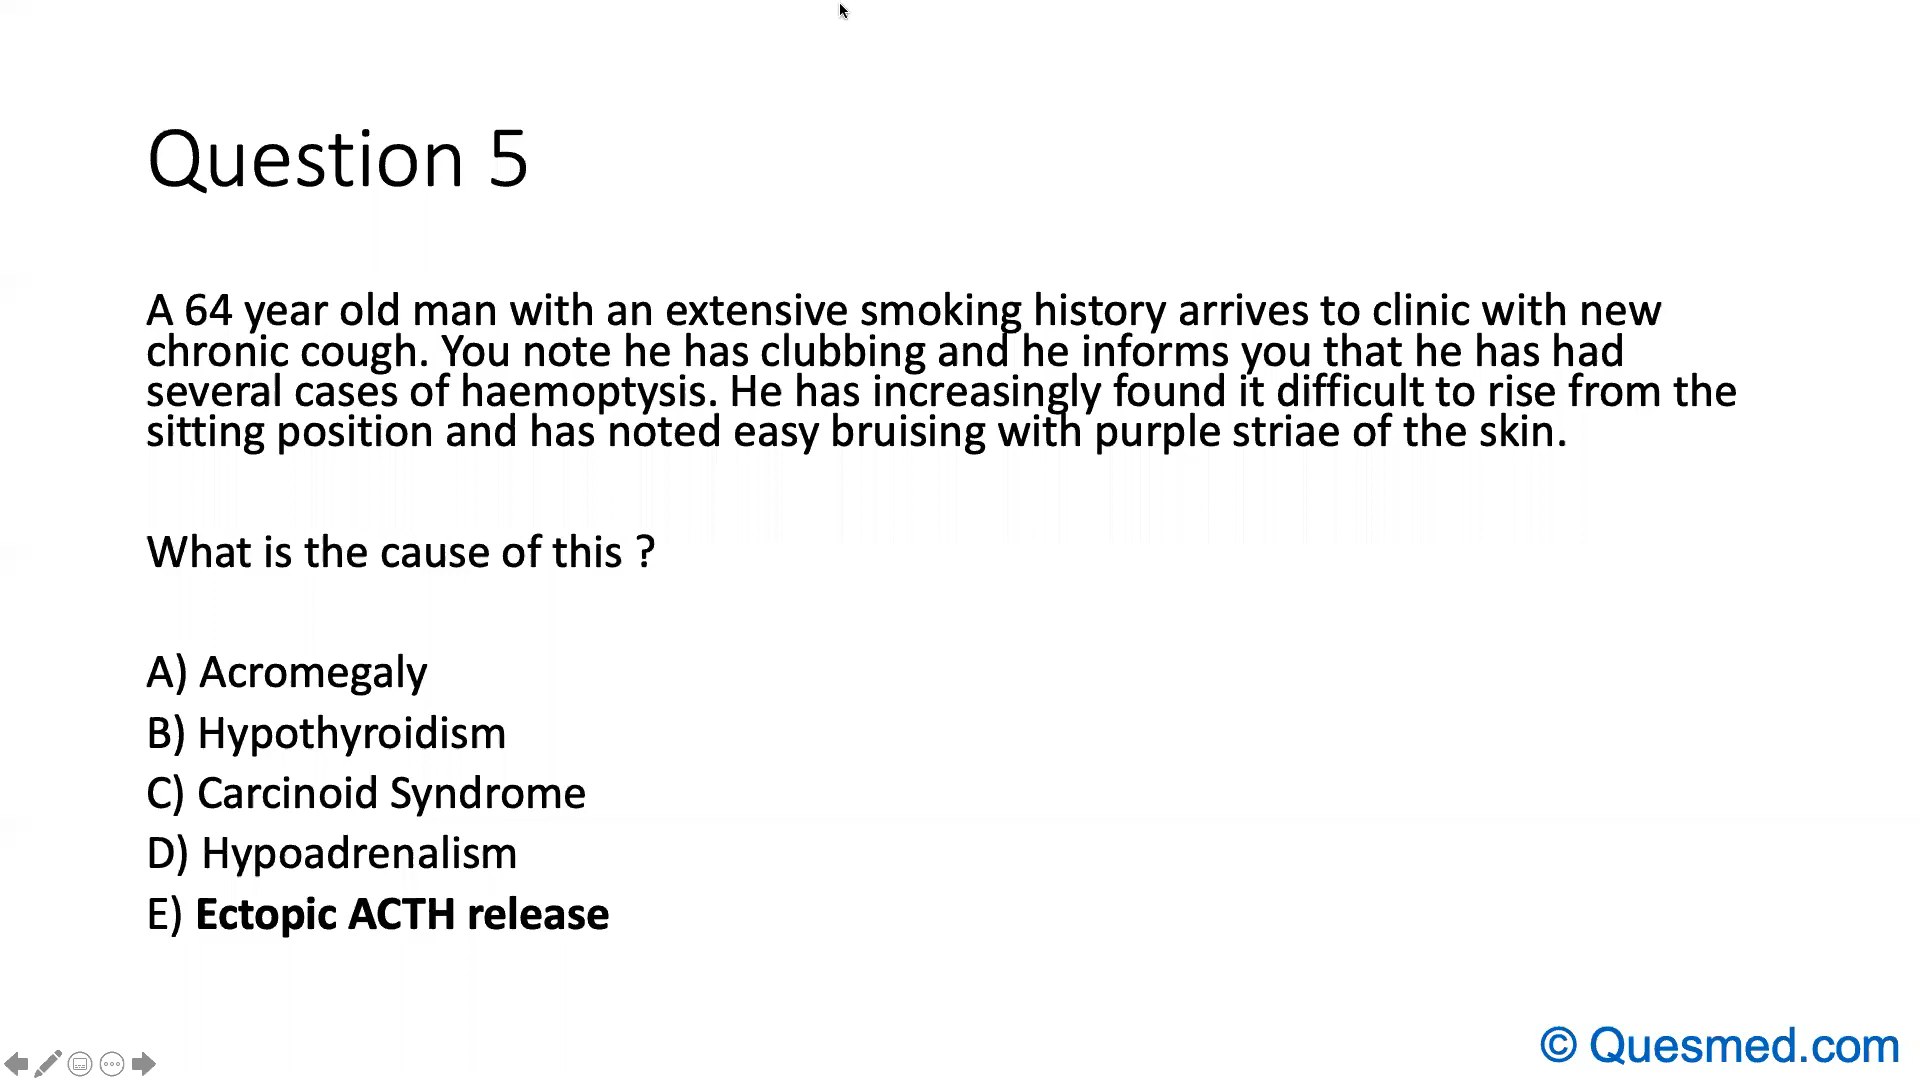 Question 5
A 64 year old man with an extensive smoking history arrives to clinic with new
chronic cough. You note he has clubbing and he informs you that he has had
several cases of haemoptysis. He has increasingly found it difficult to rise from the
sitting position and has noted easy bruising with purple striae of the skin.
What is the cause of this ?
A) Acromegaly
B) Hypothyroidism
C) Carcinoid Syndrome
D) Hypoadrenalism
E) Ectopic ACTH release
© Quesmed.com